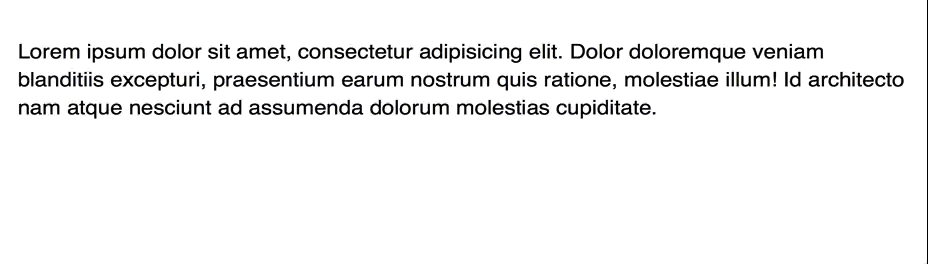 Lorem ipsum dolor sit amet, consectetur adipisicing elit. Dolor doloremque veniam
blanditiis excepturi, praesentium earum nostrum quis ratione, molestiae illum! Id architecto
nam atque nesciunt ad assumenda dolorum molestias cupiditate.